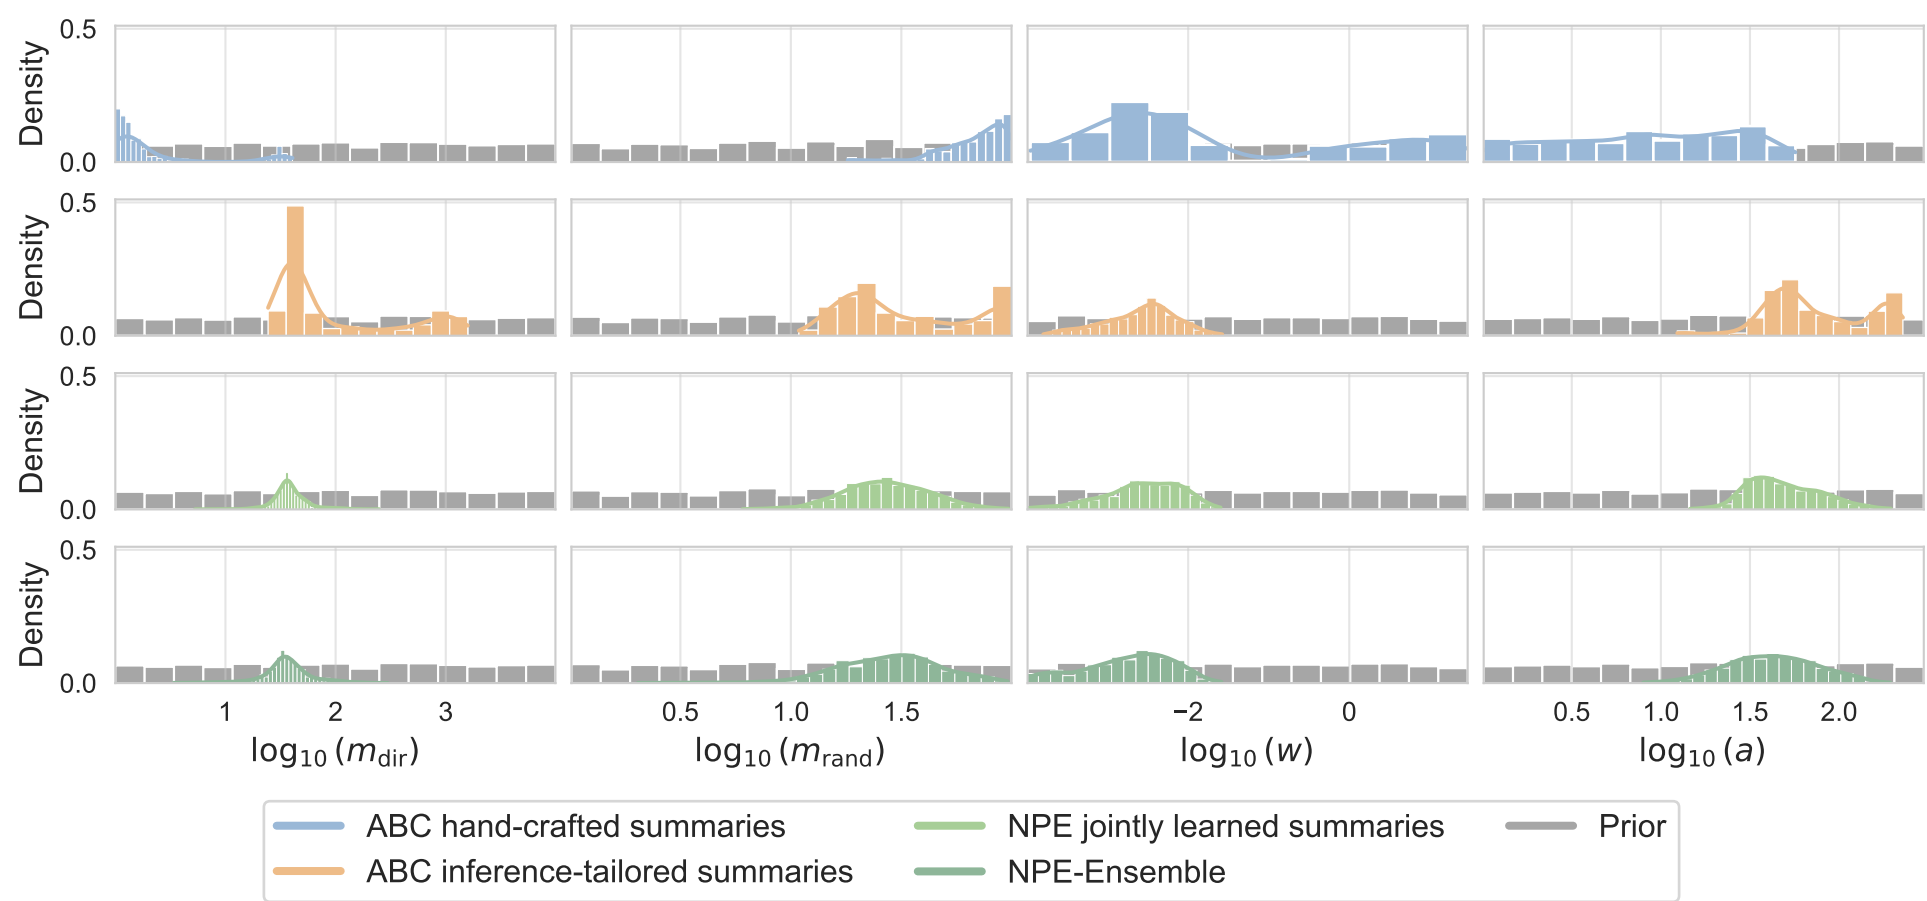 0.5
0.0
Density
0.5
0.0
Density
0.5
0.0
Density
0.5
0.0
Density
1 2 3 0.5 1.0 1.5 −2 0 0.5 1.0 1.5 2.0
log₁₀ (m_dir) log₁₀ (m_rand) log₁₀ (w) log₁₀ (a)
ABC hand-crafted summaries NPE jointly learned summaries Prior
ABC inference-tailored summaries NPE-Ensemble